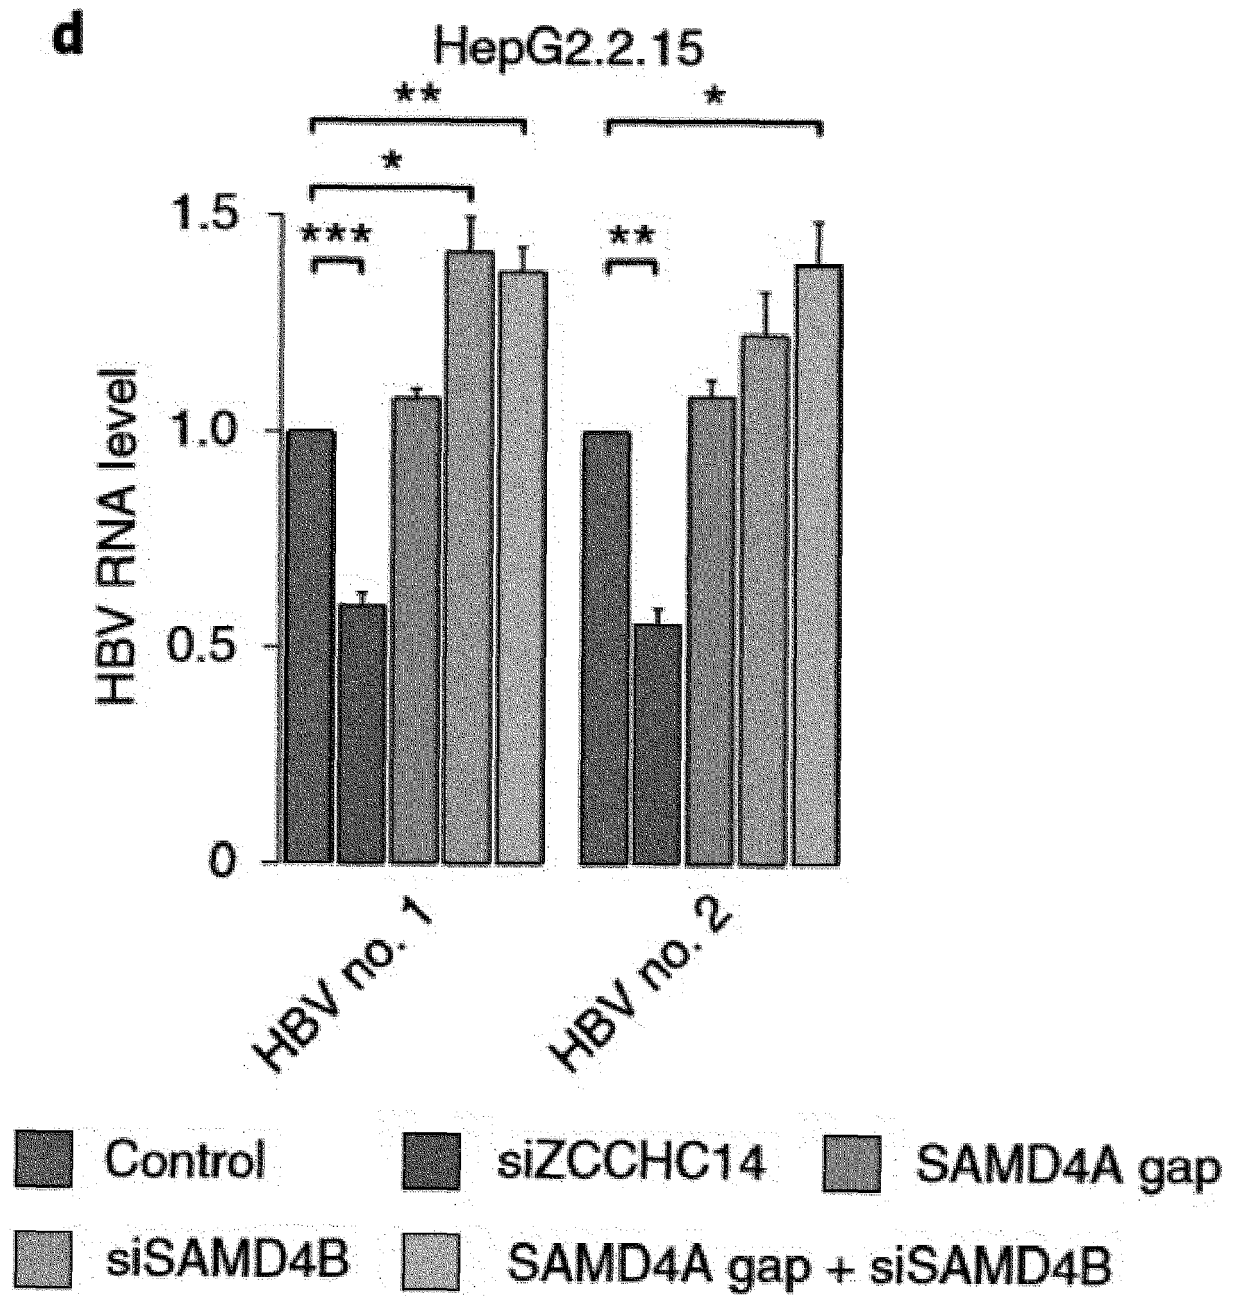 d
HepG2.2.15
** *
*
*** **
1.5
1.0
0.5
0
HBV RNA level
HBV no. 1
HBV no. 2
Control siZCCHC14 SAMD4A gap
siSAMD4B SAMD4A gap + siSAMD4B